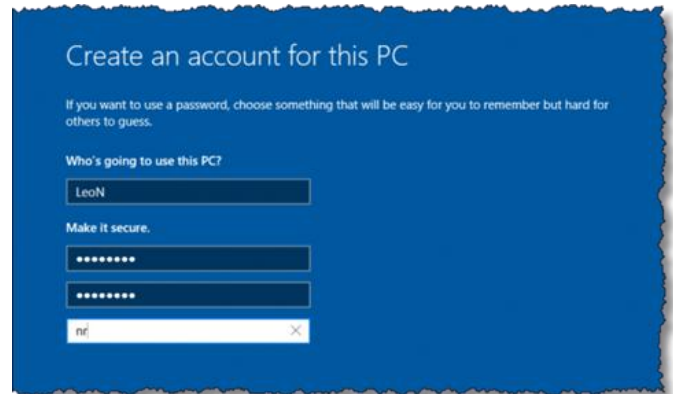 Create an account for this PC
If you want to use a password, choose something that will be easy for you to remember but hard for
others to guess.
Who's going to use this PC?
LeoN
Make it secure.
●●●●●●●●
●●●●●●●●
nr